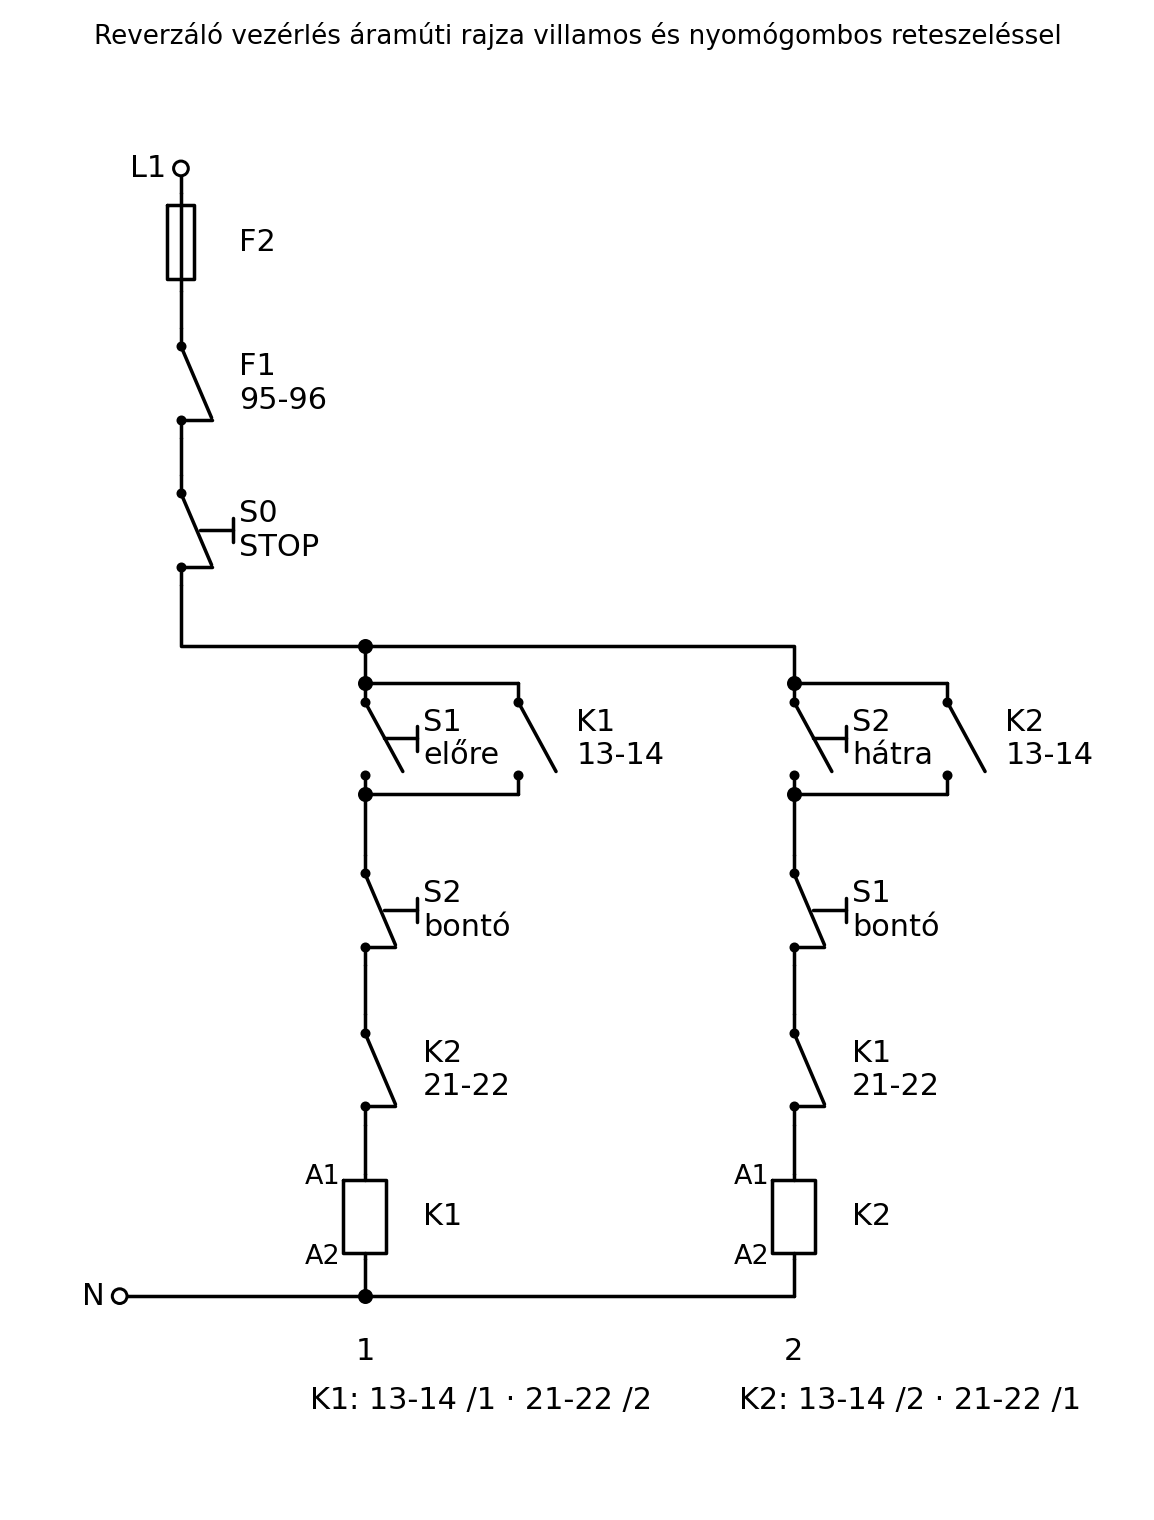 Reverzáló vezérlés áramúti rajza villamos és nyomógombos reteszeléssel
L1
F2
F1
95-96
S0
STOP
S1
előre
K1
13-14
S2
hátra
K2
13-14
S2
bontó
S1
bontó
K2
21-22
K1
21-22
A1
K1
A2
A1
K2
A2
N
1
2
K1: 13-14 /1 · 21-22 /2
K2: 13-14 /2 · 21-22 /1